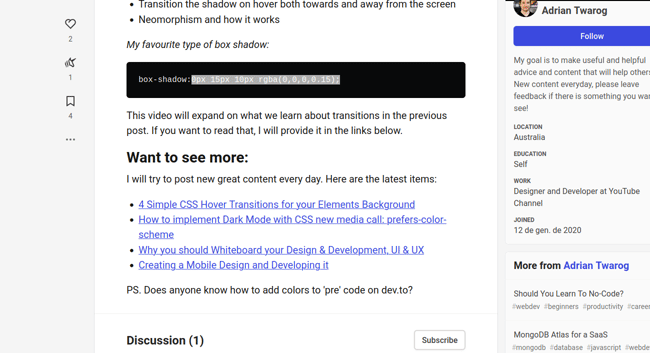 Transition the shadow on hover both towards and away from the screen
Neomorphism and how it works
My favourite type of box shadow:
box-shadow:0px 15px 10px rgba(0,0,0,0.15);
This video will expand on what we learn about transitions in the previous
post. If you want to read that, I will provide it in the links below.
Want to see more:
I will try to post new great content every day. Here are the latest items:
4 Simple CSS Hover Transitions for your Elements Background
How to implement Dark Mode with CSS new media call: prefers-color-
scheme
Why you should Whiteboard your Design & Development, UI & UX
Creating a Mobile Design and Developing it
PS. Does anyone know how to add colors to 'pre' code on dev.to?
Discussion (1)
Subscribe
2
1
4
Adrian Twarog
Follow
My goal is to make useful and helpful
advice and content that will help others
New content everyday, please leave
feedback if there is something you wan
see!
LOCATION
Australia
EDUCATION
Self
WORK
Designer and Developer at YouTube
Channel
JOINED
12 de gen. de 2020
More from Adrian Twarog
Should You Learn To No-Code?
#webdev #beginners #productivity #career
MongoDB Atlas for a SaaS
#mongodb #database #javascript #webde